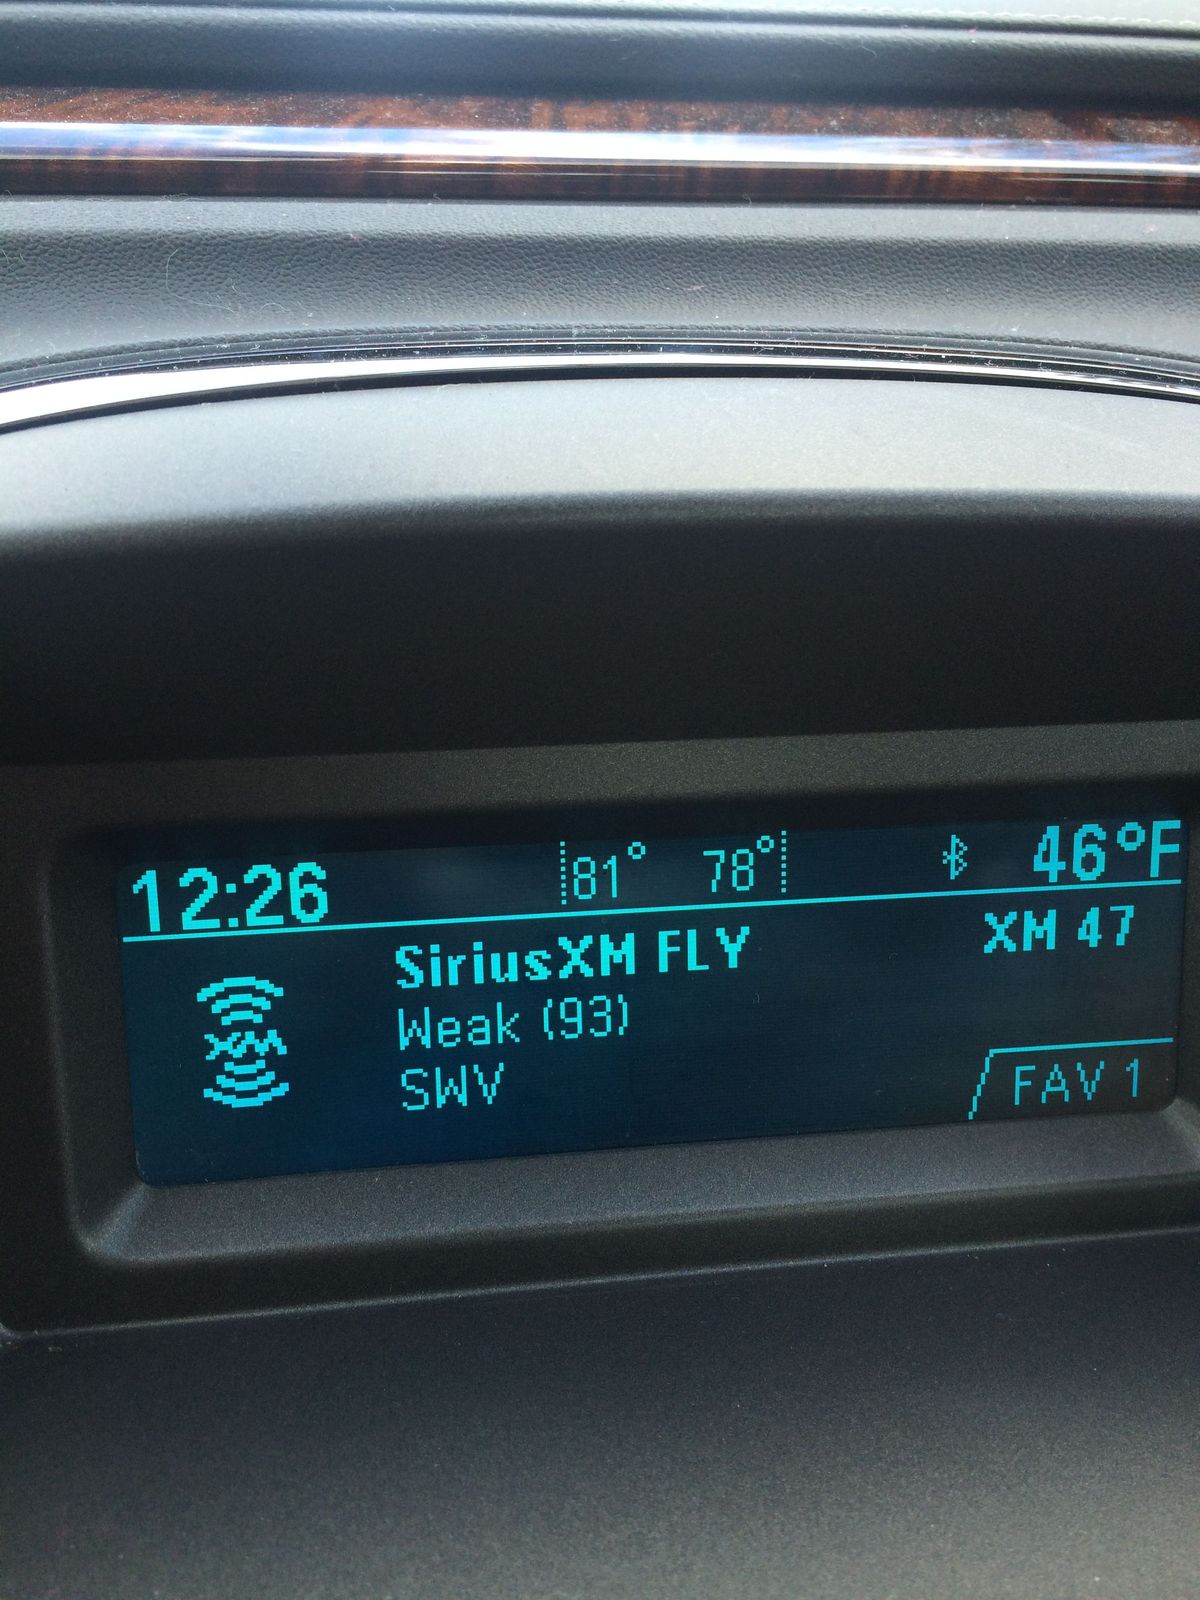 12:26 81° 78° 46°F
SiriusXM FLY XM 47
XM
Weak (93)
SWV
FAV 1